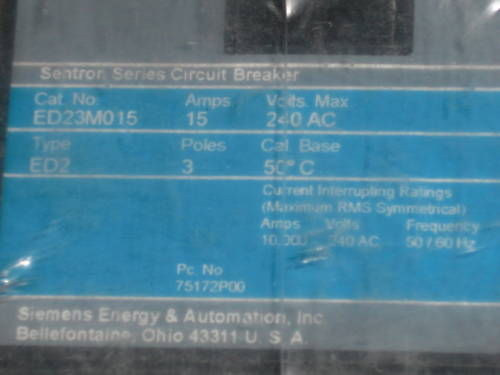 Sentron Series Circuit Breaker
Cat. No. Amps Volts. Max
ED23M015 15 240 AC
Type Poles Cal. Base
ED2 3 50° C
Current Interrupting Ratings
(Maximum RMS Symmetrical)
Amps Volts Frequency
10,000 240 AC 50 / 60 Hz
Pc. No
75172P00
Siemens Energy & Automation, Inc
Bellefontaine, Ohio 43311 U. S. A.